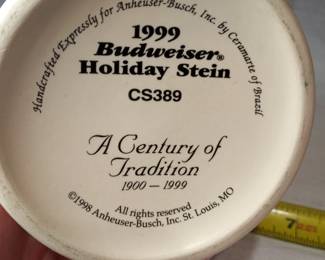 Handcrafted Expressly for Anheuser-Busch, Inc. by Ceramarte of Brazil
1999
Budweiser®
Holiday Stein
CS389
A Century of
Tradition
1900 — 1999
All rights reserved
©1998 Anheuser-Busch, Inc. St. Louis, MO
7